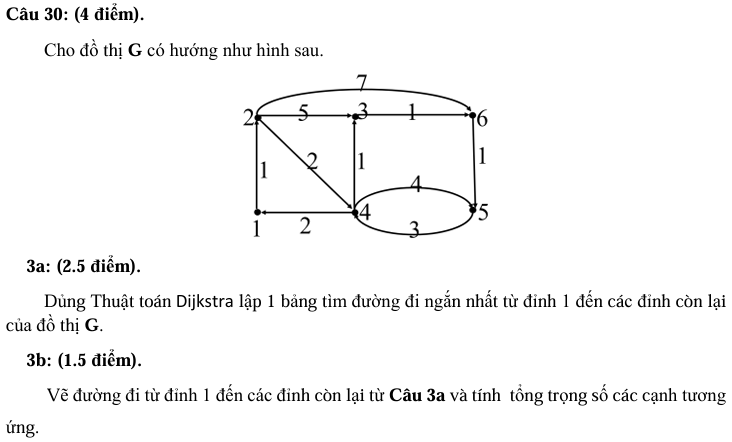 Câu 30: (4 điểm).
Cho đồ thị G có hướng như hình sau.
7
2 5 3 1 6
1 2 1 4 1
1 2 4 3 5
3a: (2.5 điểm).
Dùng Thuật toán Dijkstra lập 1 bảng tìm đường đi ngắn nhất từ đỉnh 1 đến các đỉnh còn lại
của đồ thị G.
3b: (1.5 điểm).
Vẽ đường đi từ đỉnh 1 đến các đỉnh còn lại từ Câu 3a và tính tổng trọng số các cạnh tương
ứng.